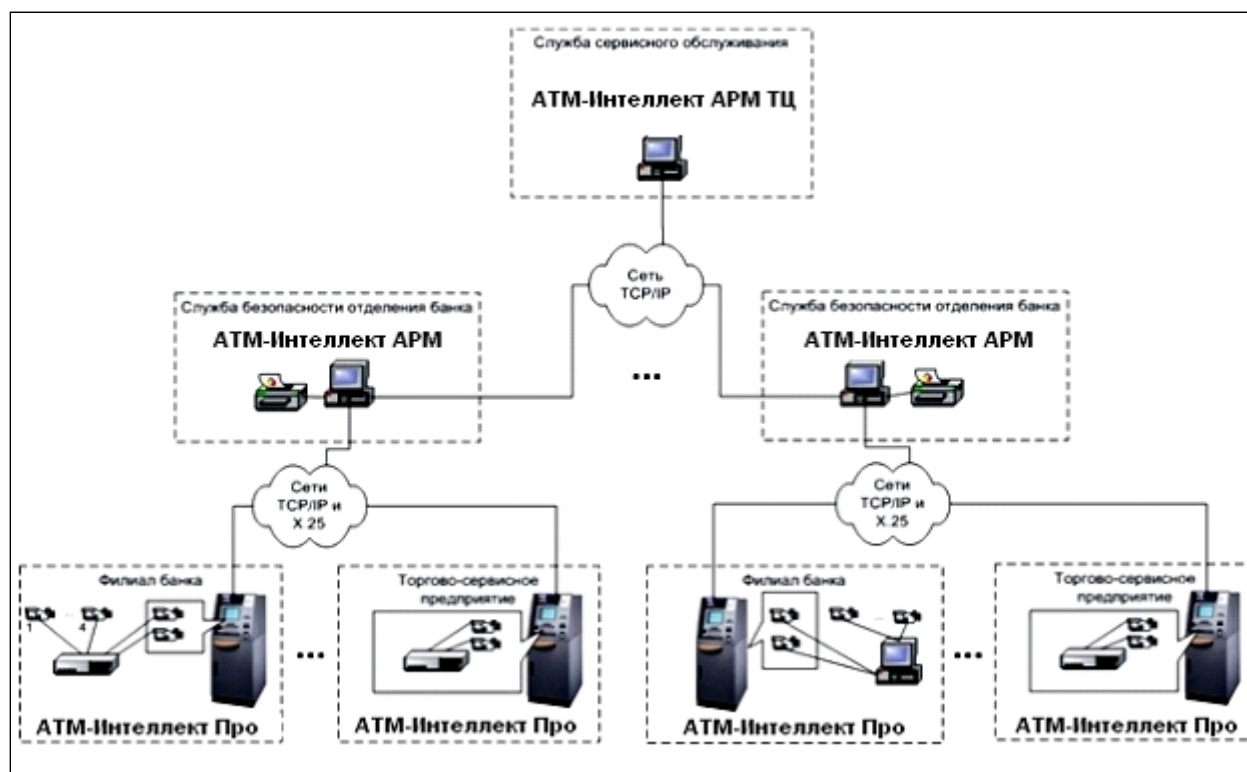 Служба сервисного обслуживания
АТМ-Интеллект АРМ ТЦ
Сеть
TCP/IP
Служба безопасности отделения банка
АТМ-Интеллект АРМ
...
Служба безопасности отделения банка
АТМ-Интеллект АРМ
Сети
TCP/IP и
X.25
Сети
TCP/IP и
X.25
Филиал банка
1 ... 4
АТМ-Интеллект Про
...
Торгово-сервисное
предприятие
АТМ-Интеллект Про
Филиал банка
...
АТМ-Интеллект Про
...
Торгово-сервисное
предприятие
АТМ-Интеллект Про